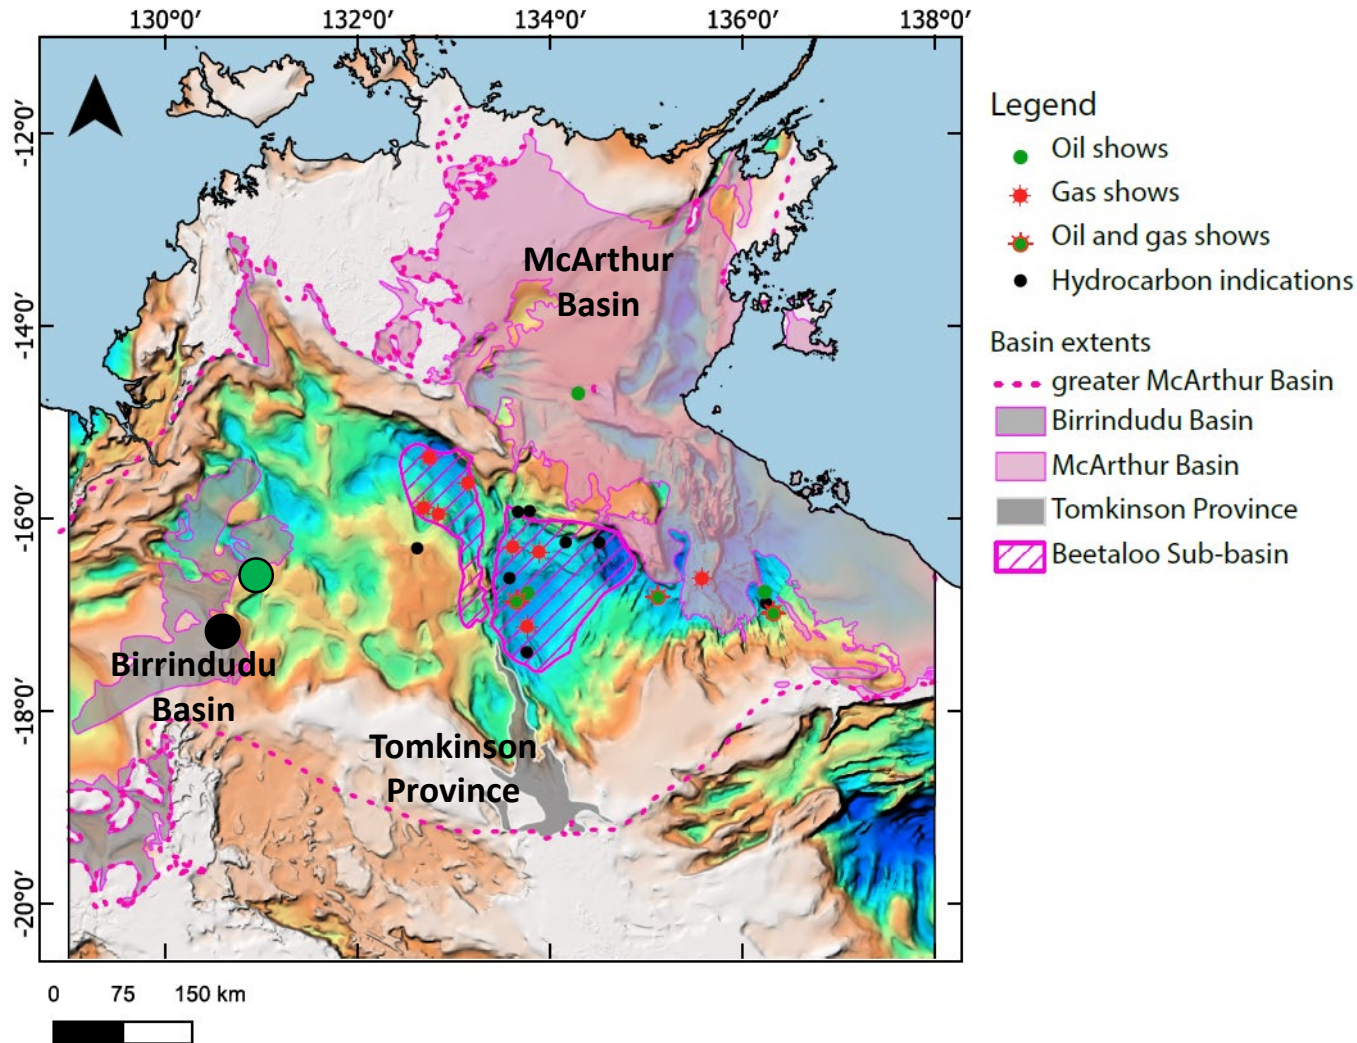 130°0′ 132°0′ 134°0′ 136°0′ 138°0′
-12°0′
-14°0′
-16°0′
-18°0′
-20°0′
McArthur
Basin
Birrindudu
Basin
Tomkinson
Province
0 75 150 km
Legend
Oil shows
Gas shows
Oil and gas shows
Hydrocarbon indications
Basin extents
greater McArthur Basin
Birrindudu Basin
McArthur Basin
Tomkinson Province
Beetaloo Sub-basin